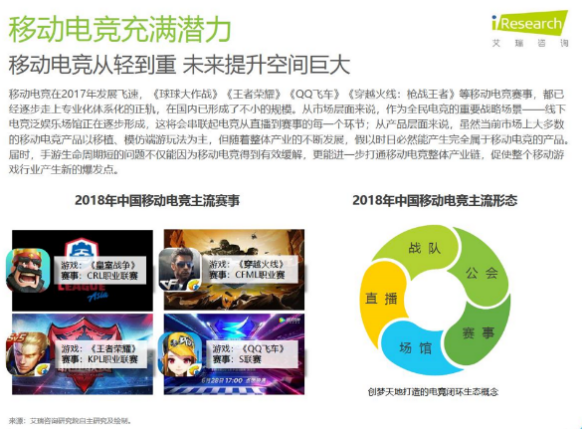 移动电竞充满潜力
iResearch
艾瑞咨询
移动电竞从轻到重 未来提升空间巨大
移动电竞在2017年发展飞速，《球球大作战》《王者荣耀》《QQ飞车》《穿越火线：枪战王者》等移动电竞赛事，都已
经逐步走上专业化体系化的正轨，在国内已形成了不小的规模。从市场层面来说，作为全民电竞的重要战略场景——线下
电竞泛娱乐场馆正在逐步形成，这将会串联起电竞从直播到赛事的每一个环节；从产品层面来说，虽然当前市场上大多数
的移动电竞产品以移植、模仿端游玩法为主，但随着整体产业的不断发展，假以时日必然能产生完全属于移动电竞的产品。
届时，手游生命周期短的问题不仅能因为移动电竞得到有效缓解，更能进一步打通移动电竞整体产业链，促使整个移动游
戏行业产生新的爆发点。
2018年中国移动电竞主流赛事
2018年中国移动电竞主流形态
游戏：《皇室战争》
赛事：CRL职业联赛
LEAGUE
Asia
游戏：《穿越火线》
赛事：CFML职业赛
游戏：《王者荣耀》
赛事：KPL职业联赛
游戏：《QQ飞车》
赛事：S联赛
6月28日 17:00
战队
公会
赛事
场馆
直播
创梦天地打造的电竞闭环生态概念
来源：艾瑞咨询研究院自主研究及绘制。